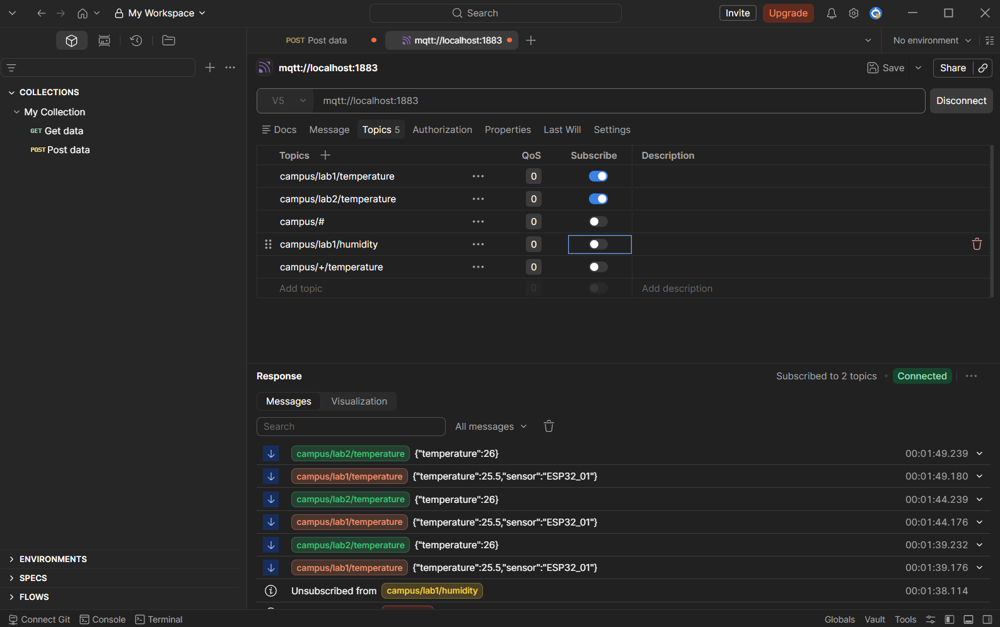 My Workspace
Search
Invite
Upgrade
POST Post data
mqtt://localhost:1883
No environment
mqtt://localhost:1883
Save
Share
COLLECTIONS
My Collection
GET Get data
POST Post data
V5
mqtt://localhost:1883
Disconnect
Docs Message Topics 5 Authorization Properties Last Will Settings
Topics QoS Subscribe Description
campus/lab1/temperature 0
campus/lab2/temperature 0
campus/# 0
campus/lab1/humidity 0
campus/+/temperature 0
Add topic 0 Add description
Response
Subscribed to 2 topics
Connected
Messages Visualization
Search
All messages
campus/lab2/temperature {"temperature":26} 00:01:49.239
campus/lab1/temperature {"temperature":25.5,"sensor":"ESP32_01"} 00:01:49.180
campus/lab2/temperature {"temperature":26} 00:01:44.239
campus/lab1/temperature {"temperature":25.5,"sensor":"ESP32_01"} 00:01:44.176
campus/lab2/temperature {"temperature":26} 00:01:39.232
campus/lab1/temperature {"temperature":25.5,"sensor":"ESP32_01"} 00:01:39.176
Unsubscribed from campus/lab1/humidity 00:01:38.114
ENVIRONMENTS
SPECS
FLOWS
Connect Git Console Terminal
Globals Vault Tools